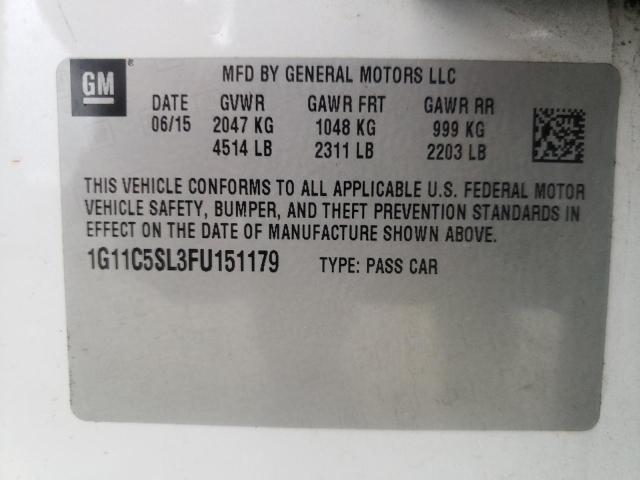 GM
MFD BY GENERAL MOTORS LLC
DATE GVWR GAWR FRT GAWR RR
06/15 2047 KG 1048 KG 999 KG
4514 LB 2311 LB 2203 LB
THIS VEHICLE CONFORMS TO ALL APPLICABLE U.S. FEDERAL MOTOR
VEHICLE SAFETY, BUMPER, AND THEFT PREVENTION STANDARDS IN
EFFECT ON THE DATE OF MANUFACTURE SHOWN ABOVE.
1G11C5SL3FU151179 TYPE: PASS CAR